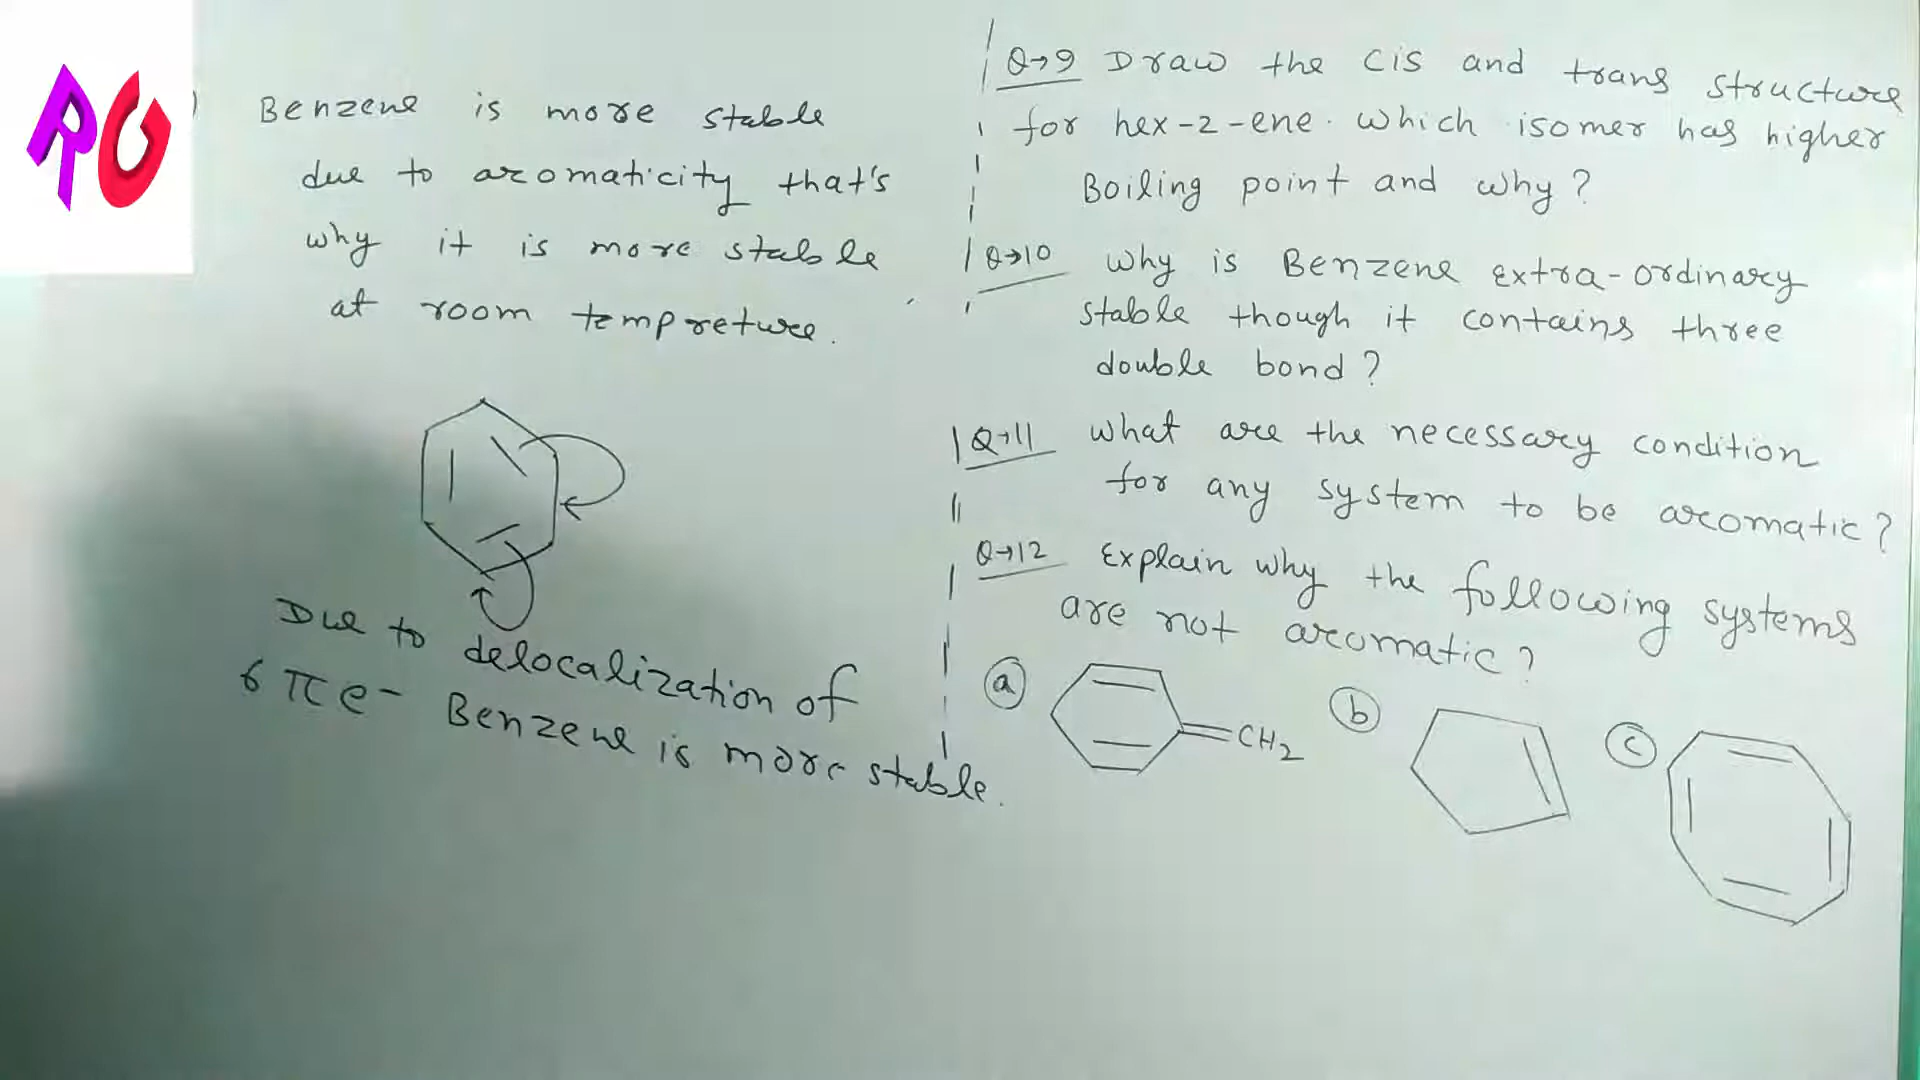 RC
Benzene is more stable
due to aromaticity that's
why it is more stable
at room tempreture.
Due to delocalization of
6 π e- Benzene is more stable.
Q→9 Draw the cis and trans structure
for hex-2-ene. which isomer has higher
Boiling point and why?
Q→10 why is Benzene extra-ordinary
stable though it contains three
double bond?
Q→11 what are the necessary condition
for any system to be aromatic?
Q→12 Explain why the following systems
are not aromatic?
a =CH2 b c